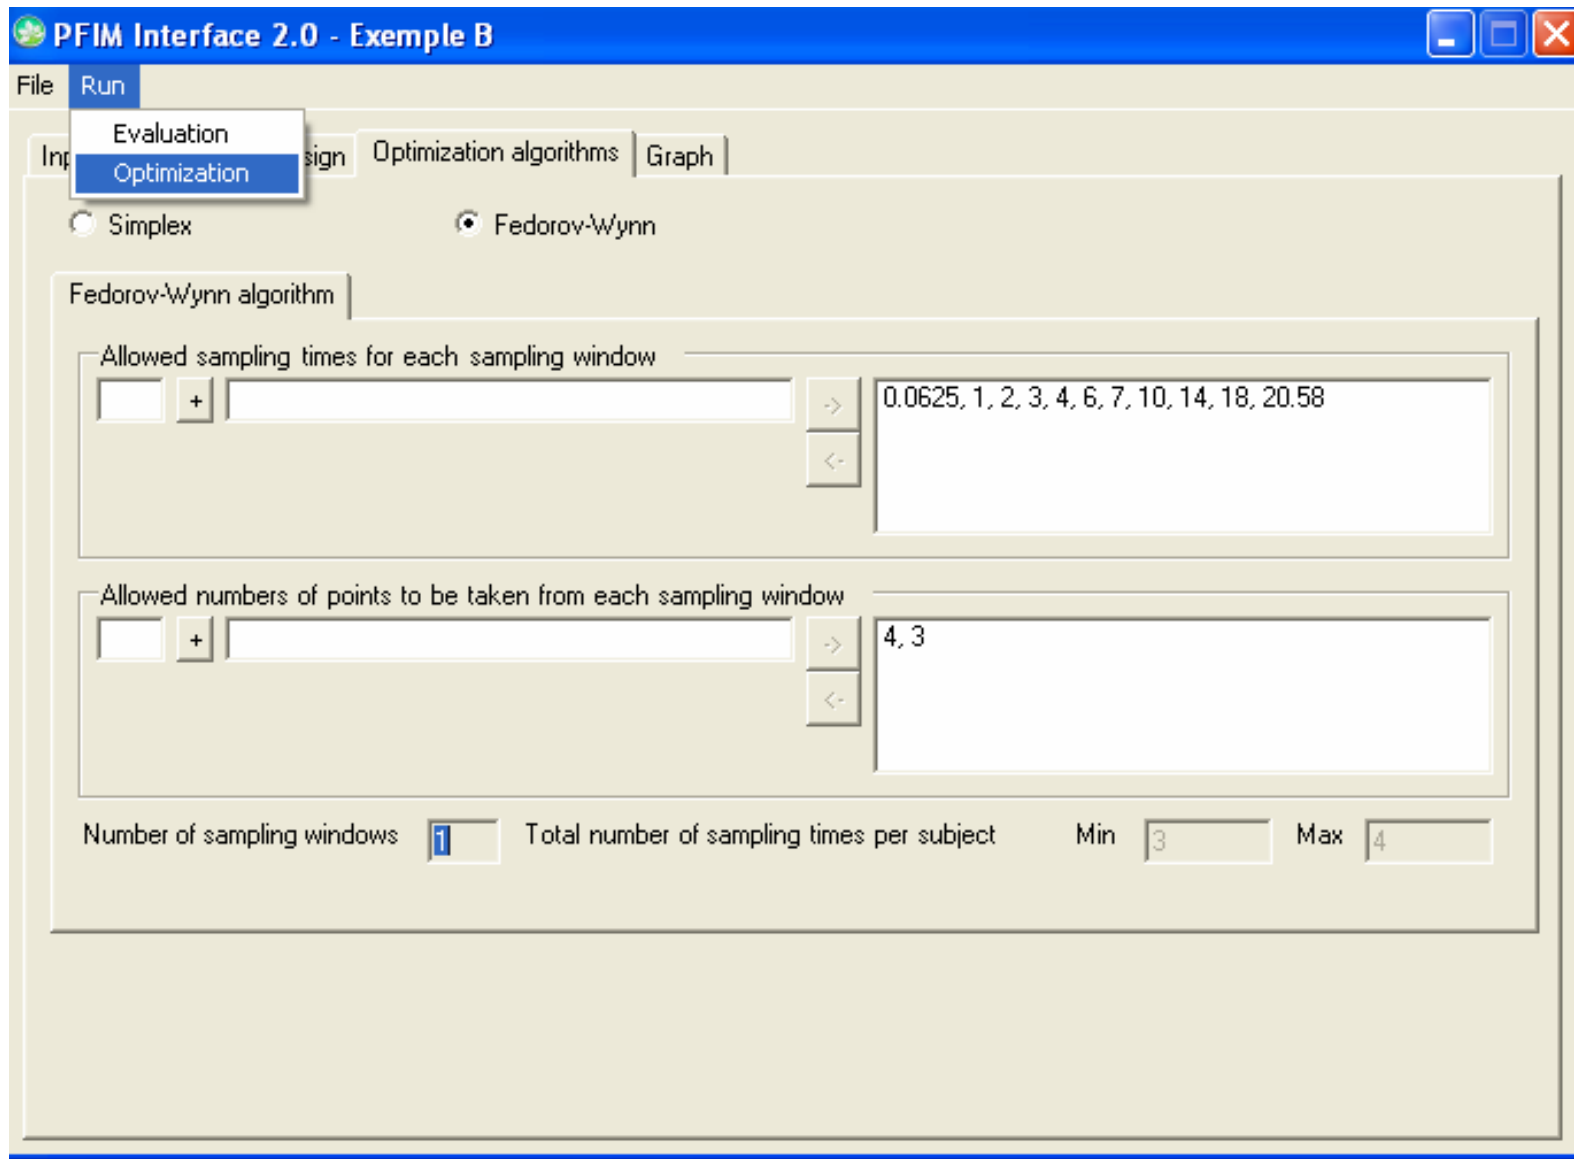 PFIM Interface 2.0 - Exemple B
File Run
Evaluation
Optimization
sign Optimization algorithms Graph
Simplex Fedorov-Wynn
Fedorov-Wynn algorithm
Allowed sampling times for each sampling window
+ -> 0.0625, 1, 2, 3, 4, 6, 7, 10, 14, 18, 20.58
<-
Allowed numbers of points to be taken from each sampling window
+ -> 4, 3
<-
Number of sampling windows 1 Total number of sampling times per subject Min 3 Max 4